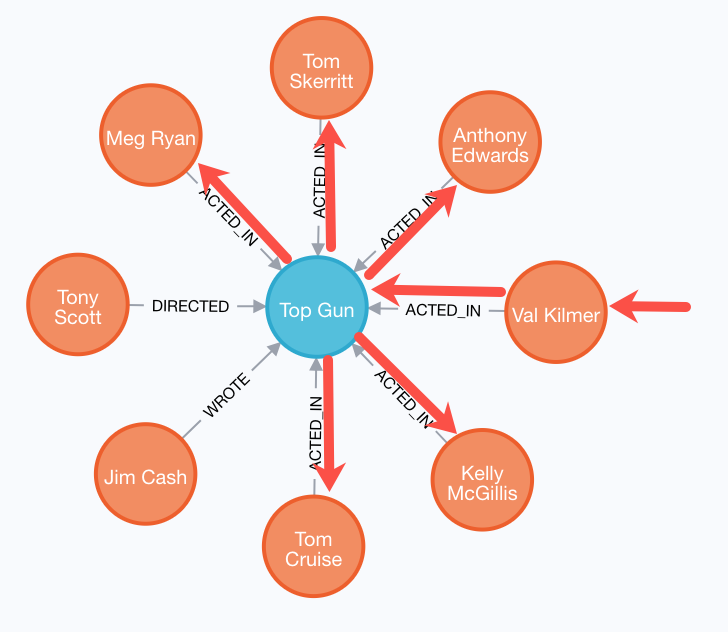 Tom
Skerritt
Meg Ryan
Anthony
Edwards
ACTED_IN
ACTED_IN
ACTED_IN
Tony
Scott
DIRECTED
Top Gun
ACTED_IN
Val Kilmer
WROTE
ACTED_IN
ACTED_IN
Jim Cash
Kelly
McGillis
Tom
Cruise